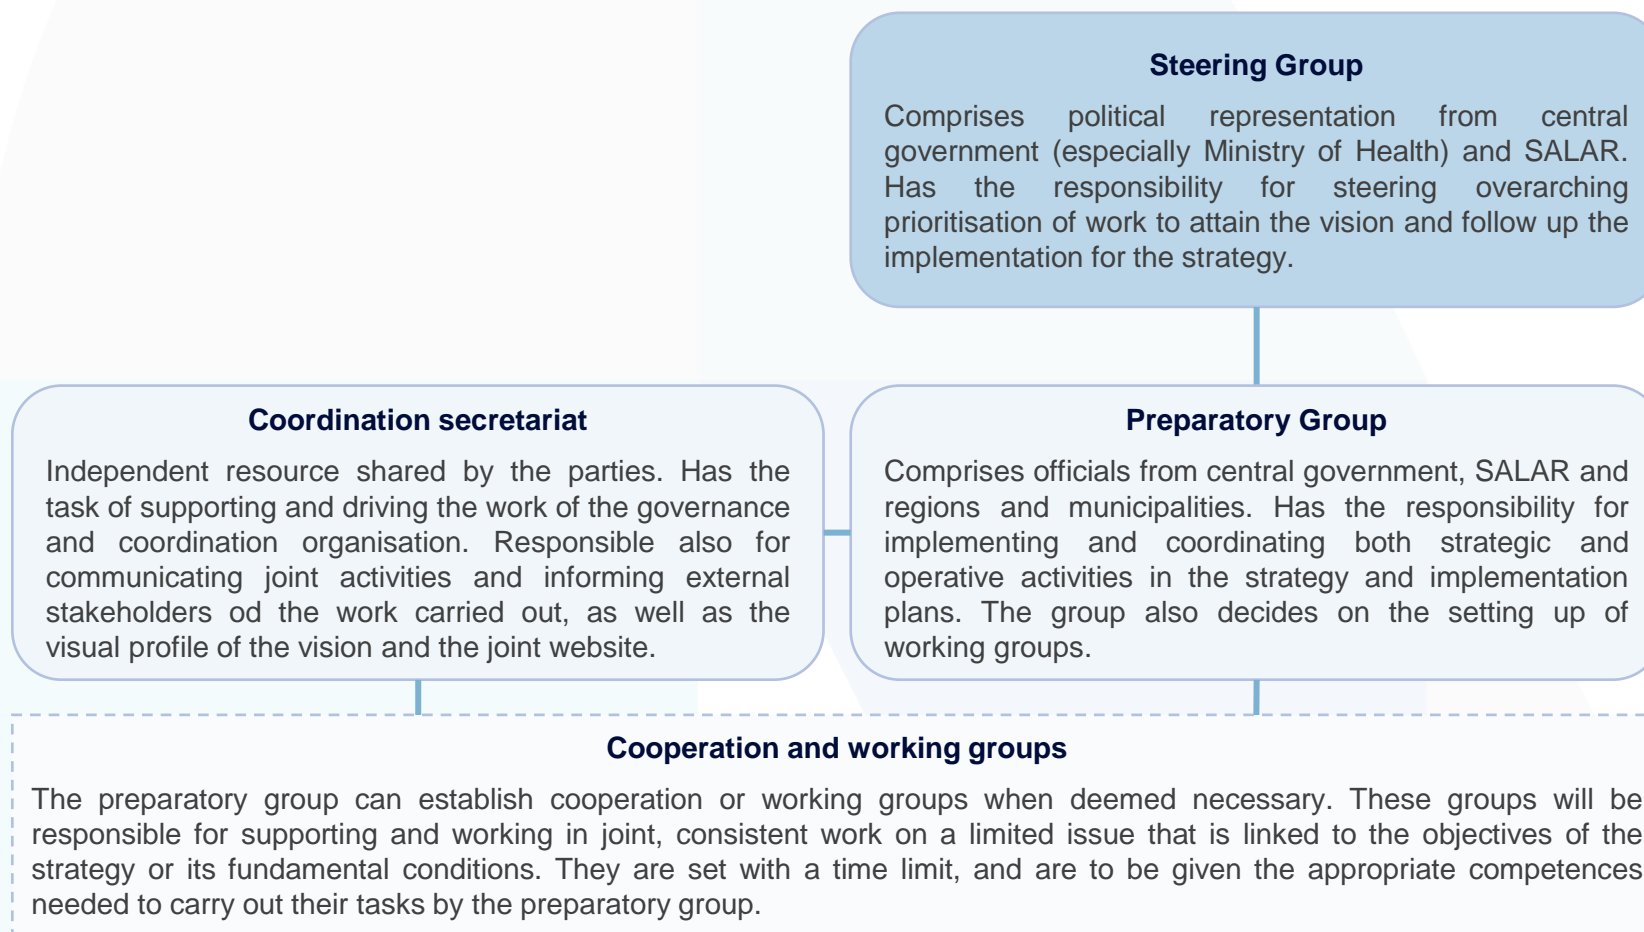 Steering Group
Comprises political representation from central
government (especially Ministry of Health) and SALAR.
Has the responsibility for steering overarching
prioritisation of work to attain the vision and follow up the
implementation for the strategy.
Coordination secretariat
Independent resource shared by the parties. Has the
task of supporting and driving the work of the governance
and coordination organisation. Responsible also for
communicating joint activities and informing external
stakeholders od the work carried out, as well as the
visual profile of the vision and the joint website.
Preparatory Group
Comprises officials from central government, SALAR and
regions and municipalities. Has the responsibility for
implementing and coordinating both strategic and
operative activities in the strategy and implementation
plans. The group also decides on the setting up of
working groups.
Cooperation and working groups
The preparatory group can establish cooperation or working groups when deemed necessary. These groups will be
responsible for supporting and working in joint, consistent work on a limited issue that is linked to the objectives of the
strategy or its fundamental conditions. They are set with a time limit, and are to be given the appropriate competences
needed to carry out their tasks by the preparatory group.